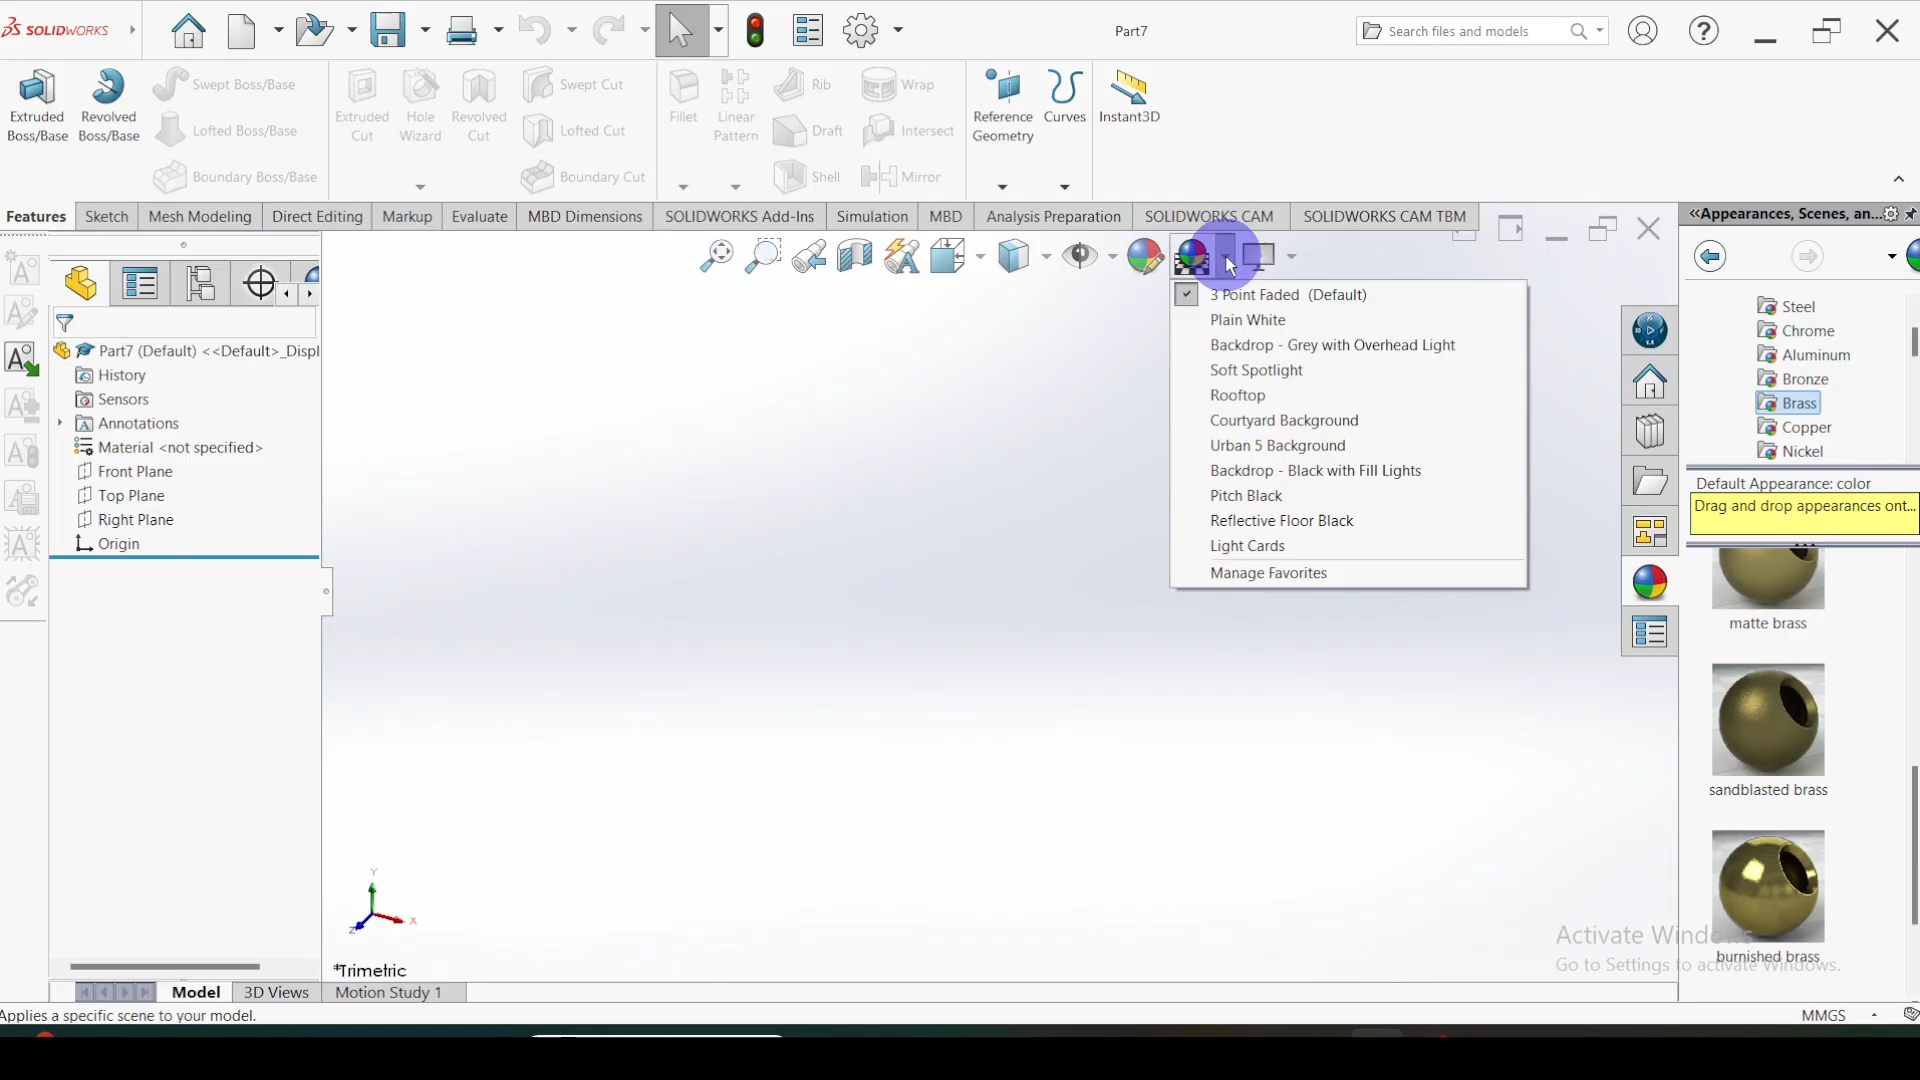 SOLIDWORKS
Part7
Search files and models
Extruded Boss/Base
Revolved Boss/Base
Swept Boss/Base
Lofted Boss/Base
Boundary Boss/Base
Extruded Cut
Hole Wizard
Revolved Cut
Swept Cut
Lofted Cut
Boundary Cut
Fillet
Linear Pattern
Rib
Draft
Shell
Wrap
Intersect
Mirror
Reference Geometry
Curves
Instant3D
Features
Sketch
Mesh Modeling
Direct Editing
Markup
Evaluate
MBD Dimensions
SOLIDWORKS Add-Ins
Simulation
MBD
Analysis Preparation
SOLIDWORKS CAM
SOLIDWORKS CAM TBM
«Appearances, Scenes, an...
Part7 (Default) <<Default>_Displ
History
Sensors
Annotations
Material <not specified>
Front Plane
Top Plane
Right Plane
Origin
3 Point Faded (Default)
Plain White
Backdrop - Grey with Overhead Light
Soft Spotlight
Rooftop
Courtyard Background
Urban 5 Background
Backdrop - Black with Fill Lights
Pitch Black
Reflective Floor Black
Light Cards
Manage Favorites
Steel
Chrome
Aluminum
Bronze
Brass
Copper
Nickel
Default Appearance: color
Drag and drop appearances ont...
matte brass
sandblasted brass
burnished brass
Activate Windows
Go to Settings to activate Windows.
Y
X
Z
*Trimetric
Model
3D Views
Motion Study 1
Applies a specific scene to your model.
MMGS